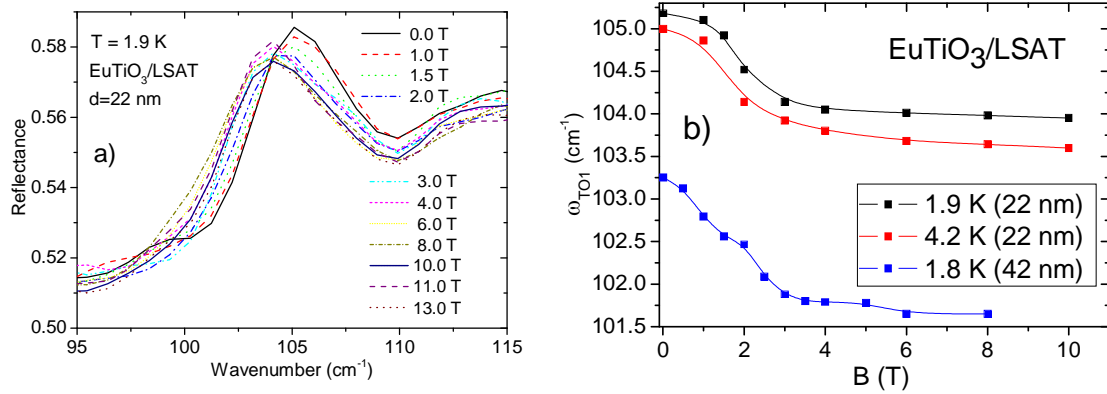 Reflectance
0.58
0.56
0.54
0.52
0.50
T = 1.9 K
EuTiO₃/LSAT
d=22 nm
a)
0.0 T
1.0 T
1.5 T
2.0 T
3.0 T
4.0 T
6.0 T
8.0 T
10.0 T
11.0 T
13.0 T
95 100 105 110 115
Wavenumber (cm⁻¹)
ω_TO1 (cm⁻¹)
105.0
104.5
104.0
103.5
103.0
102.5
102.0
101.5
EuTiO₃/LSAT
b)
1.9 K (22 nm)
4.2 K (22 nm)
1.8 K (42 nm)
0 2 4 6 8 10
B (T)